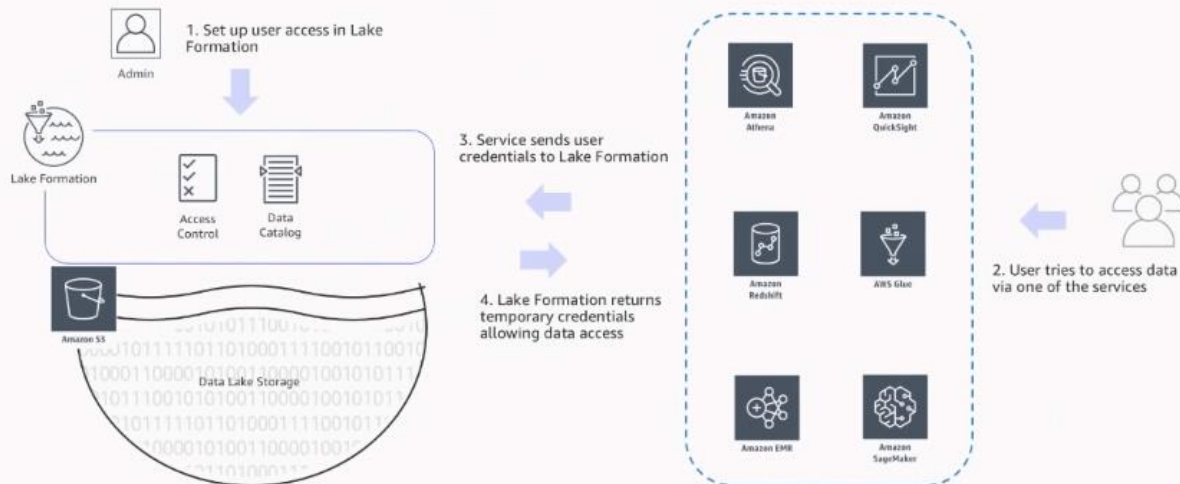 1. Set up user access in Lake
Formation
Admin
Lake Formation
Access
Control
Data
Catalog
Amazon S3
Data Lake Storage
3. Service sends user
credentials to Lake Formation
4. Lake Formation returns
temporary credentials
allowing data access
Amazon
Athena
Amazon
QuickSight
Amazon
Redshift
AWS Glue
Amazon EMR
Amazon
SageMaker
2. User tries to access data
via one of the services